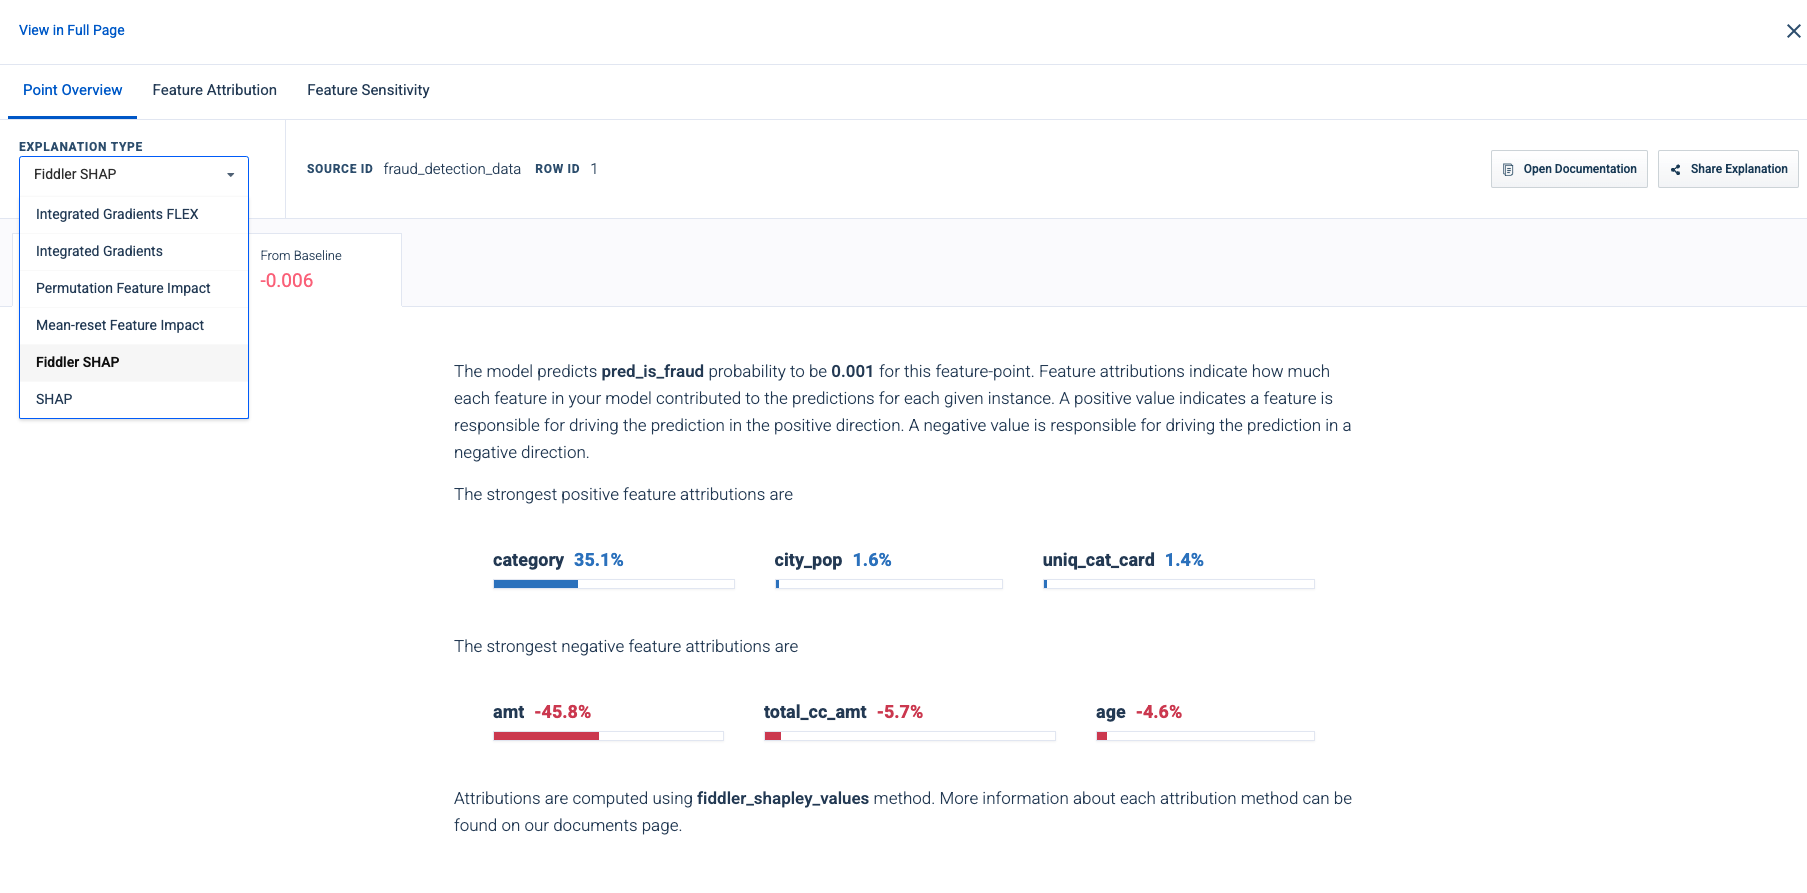 View in Full Page
Point Overview
Feature Attribution
Feature Sensitivity
EXPLANATION TYPE
Fiddler SHAP
Integrated Gradients FLEX
Integrated Gradients
Permutation Feature Impact
Mean-reset Feature Impact
Fiddler SHAP
SHAP
SOURCE ID fraud_detection_data ROW ID 1
Open Documentation
Share Explanation
From Baseline
-0.006
The model predicts pred_is_fraud probability to be 0.001 for this feature-point. Feature attributions indicate how much
each feature in your model contributed to the predictions for each given instance. A positive value indicates a feature is
responsible for driving the prediction in the positive direction. A negative value is responsible for driving the prediction in a
negative direction.
The strongest positive feature attributions are
category 35.1%
city_pop 1.6%
uniq_cat_card 1.4%
The strongest negative feature attributions are
amt -45.8%
total_cc_amt -5.7%
age -4.6%
Attributions are computed using fiddler_shapley_values method. More information about each attribution method can be
found on our documents page.